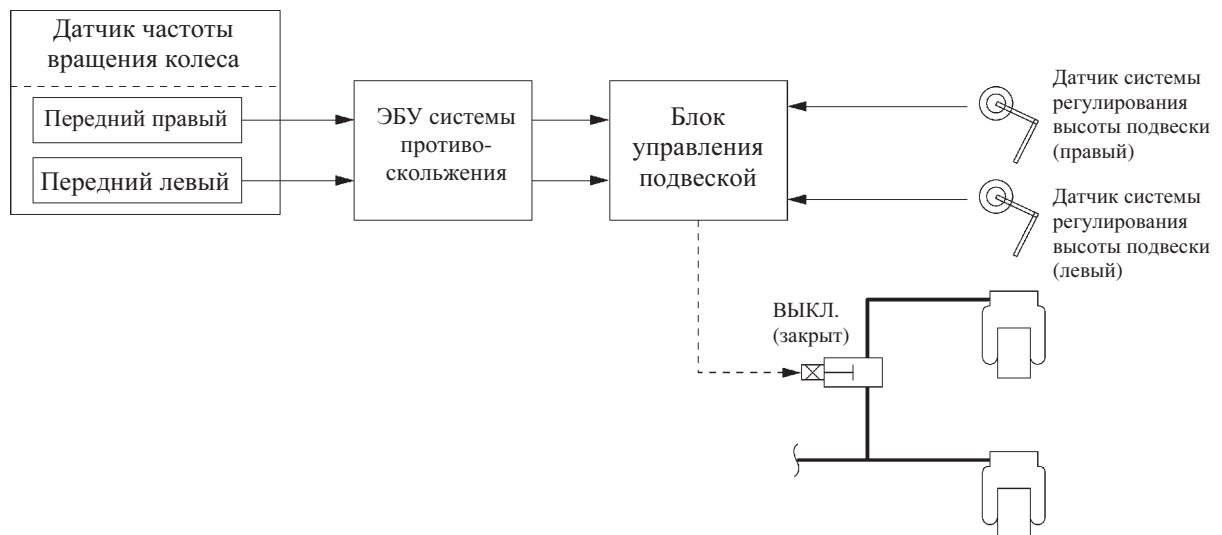 Датчик частоты
вращения колеса
Передний правый
Передний левый
ЭБУ системы
противо-
скольжения
Блок
управления
подвеской
Датчик системы
регулирования
высоты подвески
(правый)
Датчик системы
регулирования
высоты подвески
(левый)
ВЫКЛ.
(закрыт)